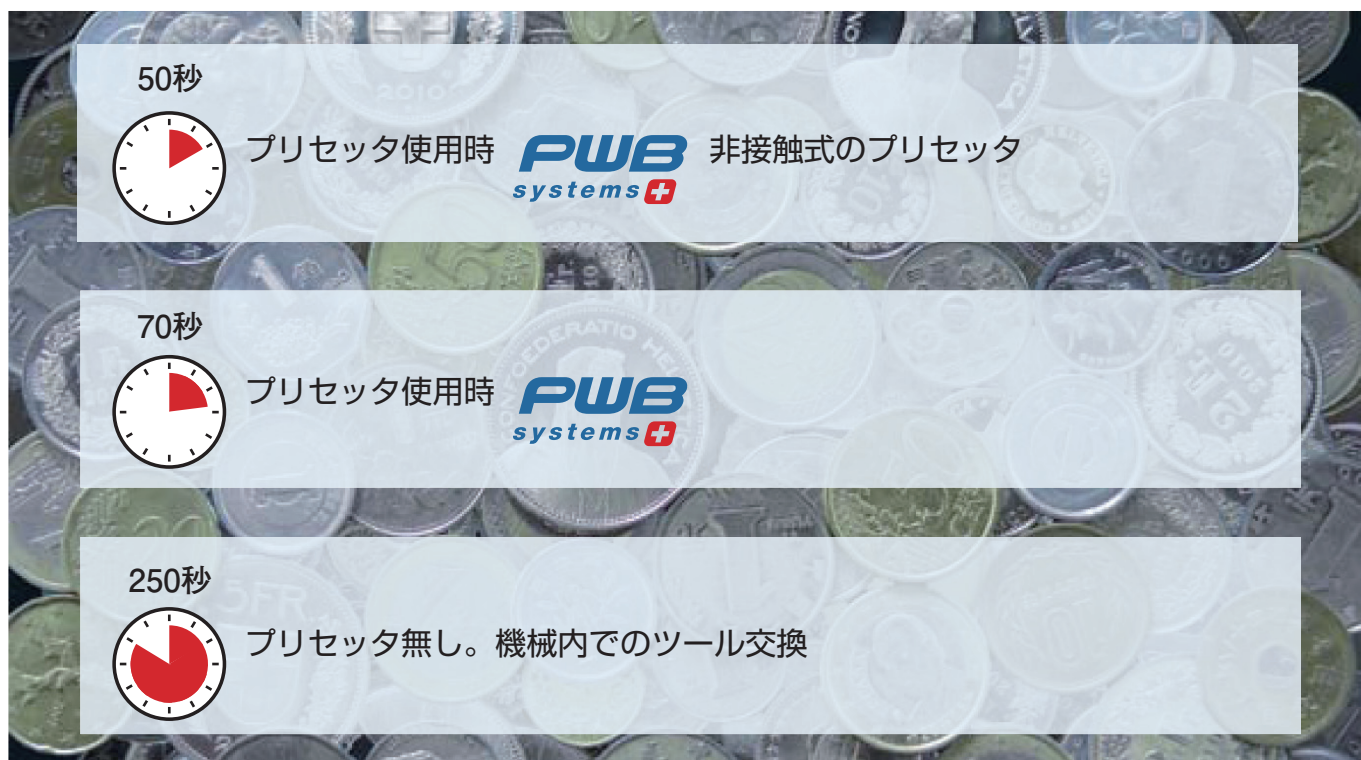 50秒
プリセッタ使用時 PWB systems 非接触式のプリセッタ
70秒
プリセッタ使用時 PWB systems
250秒
プリセッタ無し。機械内でのツール交換